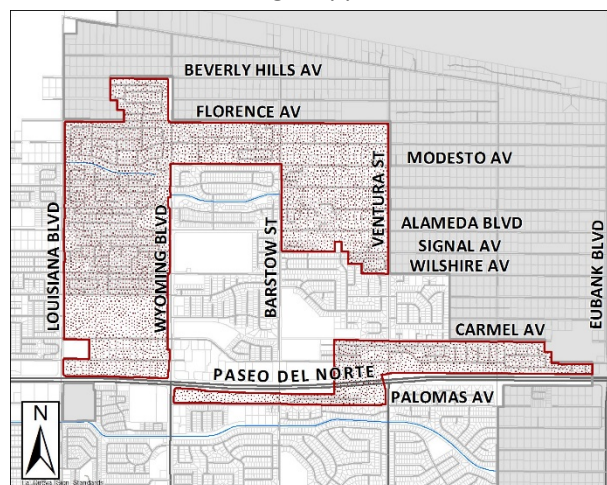 BEVERLY HILLS AV
FLORENCE AV
MODESTO AV
VENTURA ST
ALAMEDA BLVD
SIGNAL AV
WILSHIRE AV
LOUISIANA BLVD
WYOMING BLVD
BARSTOW ST
EUBANK BLVD
CARMEL AV
PASEO DEL NORTE
PALOMAS AV
N